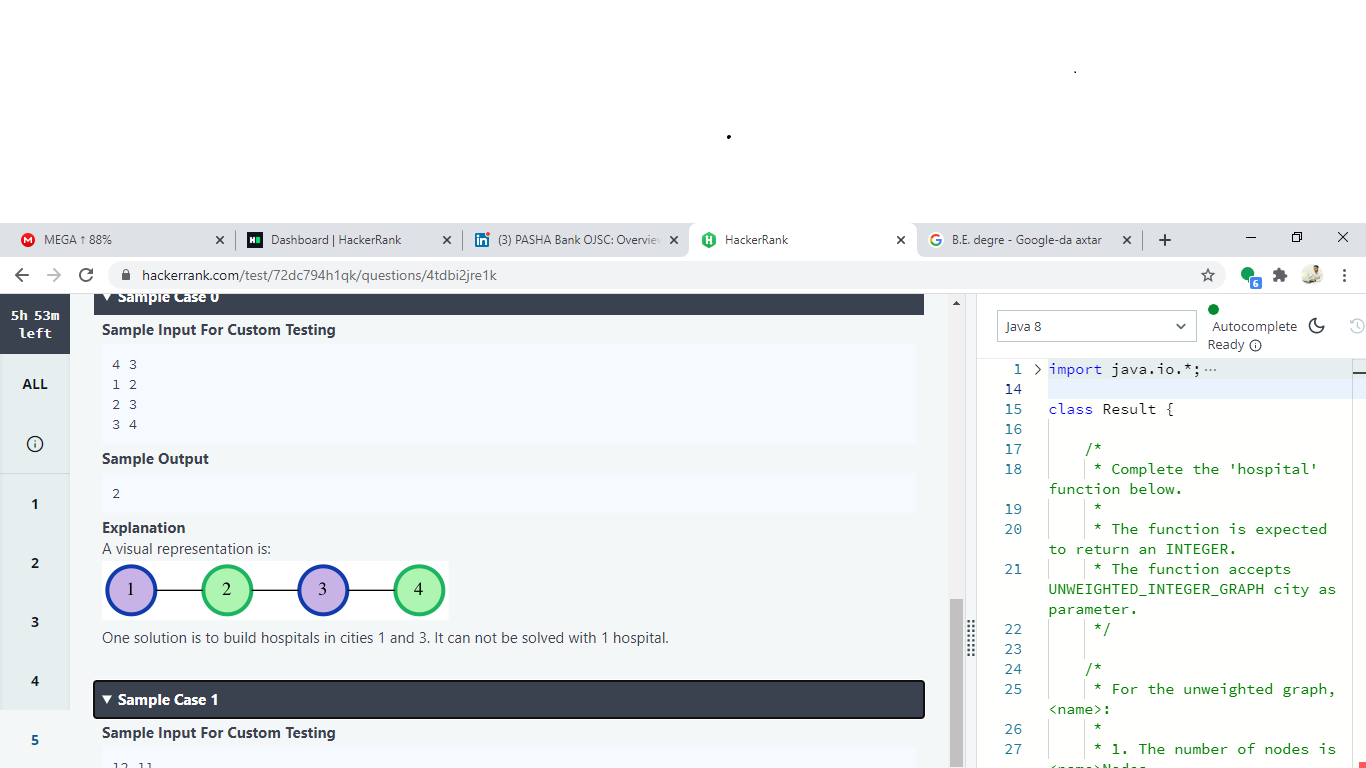 MEGA ↑ 88%
Dashboard | HackerRank
(3) PASHA Bank OJSC: Overvie
HackerRank
B.E. degre - Google-da axtar
hackerrank.com/test/72dc794h1qk/questions/4tdbi2jre1k
6
5h 53m
left
ALL
1
2
3
4
5
Sample Case 0
Sample Input For Custom Testing
4 3
1 2
2 3
3 4
Sample Output
2
Explanation
A visual representation is:
1 2 3 4
One solution is to build hospitals in cities 1 and 3. It can not be solved with 1 hospital.
Sample Case 1
Sample Input For Custom Testing
12 11
Java 8
Autocomplete
Ready
1 import java.io.*;
14
15 class Result {
16
17 /*
18 * Complete the 'hospital'
function below.
19 *
20 * The function is expected
to return an INTEGER.
21 * The function accepts
UNWEIGHTED_INTEGER_GRAPH city as
parameter.
22 */
23
24 /*
25 * For the unweighted graph,
<name>:
26 *
27 * 1. The number of nodes is
<name>Nodes